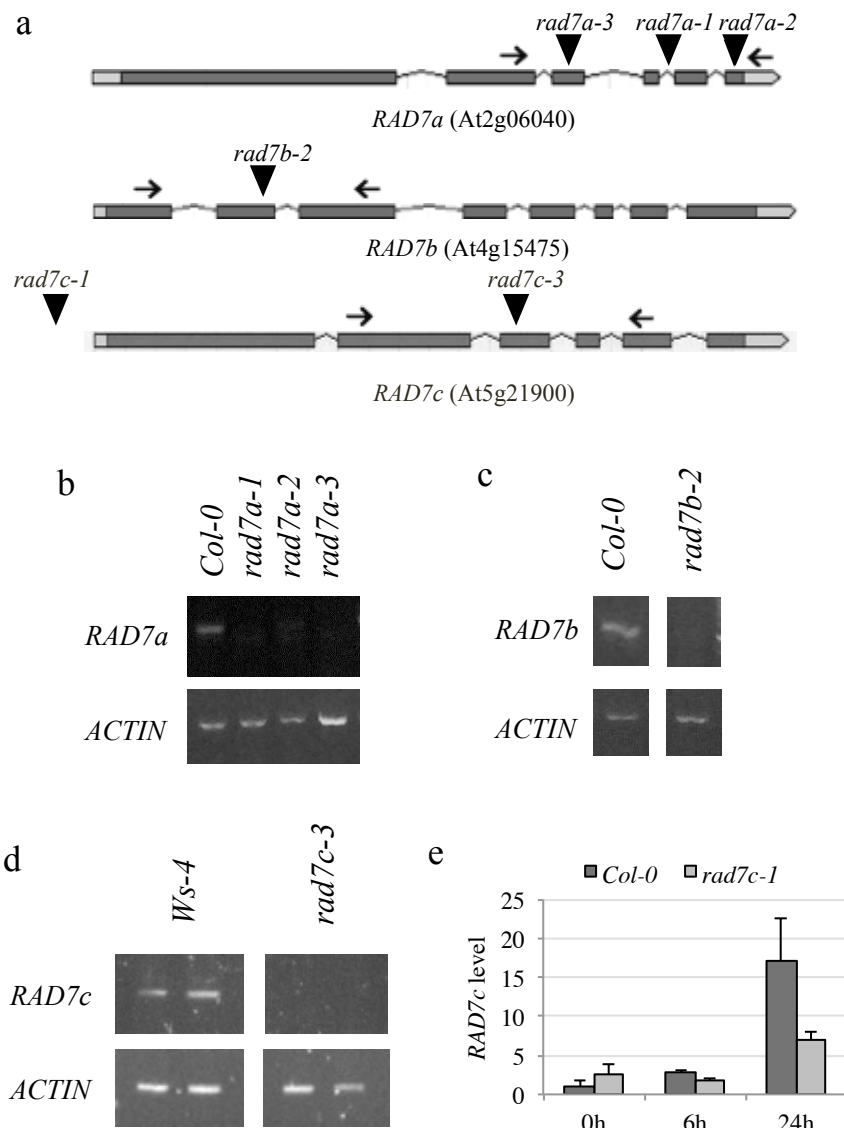 a
rad7a-3 rad7a-1 rad7a-2
RAD7a (At2g06040)
rad7b-2
RAD7b (At4g15475)
rad7c-1 rad7c-3
RAD7c (At5g21900)
b
Col-0 rad7a-1 rad7a-2 rad7a-3
RAD7a
ACTIN
c
Col-0 rad7b-2
RAD7b
ACTIN
d
Ws-4 rad7c-3
RAD7c
ACTIN
e
Col-0 rad7c-1
RAD7c level
25
20
15
10
5
0
0h 6h 24h